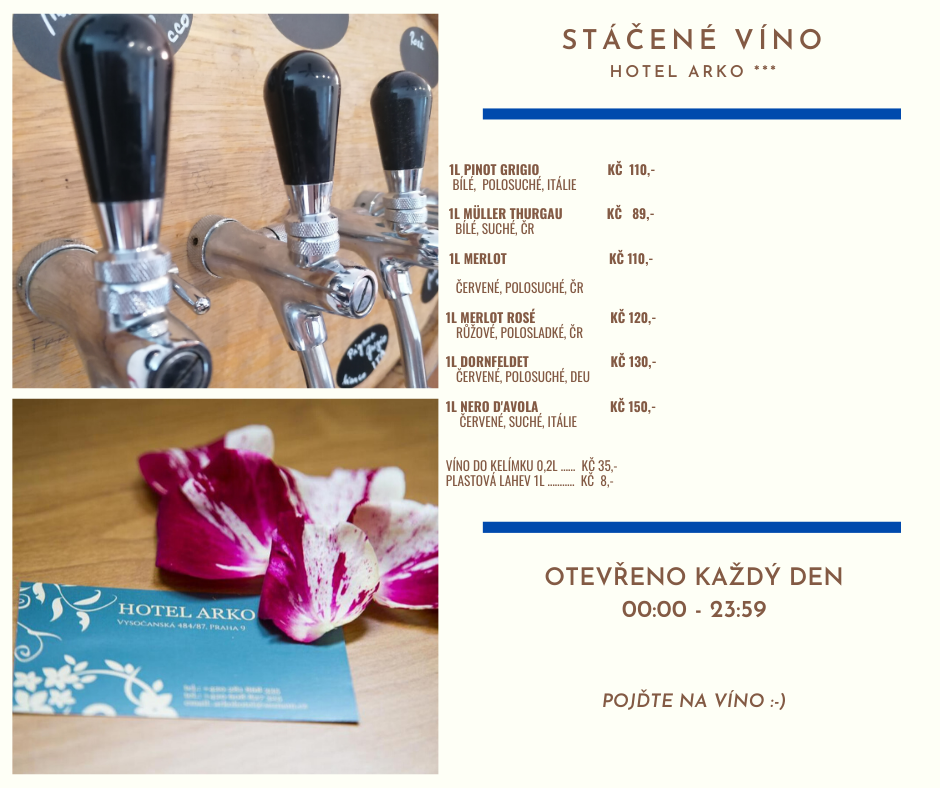 STÁČENÉ VÍNO
HOTEL ARKO ***
1L PINOT GRIGIO KČ 110,-
BÍLÉ, POLOSUCHÉ, ITÁLIE
1L MÜLLER THURGAU KČ 89,-
BÍLÉ, SUCHÉ, ČR
1L MERLOT KČ 110,-
ČERVENÉ, POLOSUCHÉ, ČR
1L MERLOT ROSÉ KČ 120,-
RŮŽOVÉ, POLOSLADKÉ, ČR
1L DORNFELDET KČ 130,-
ČERVENÉ, POLOSUCHÉ, DEU
1L NERO D'AVOLA KČ 150,-
ČERVENÉ, SUCHÉ, ITÁLIE
VÍNO DO KELÍMKU 0,2L ...... KČ 35,-
PLASTOVÁ LAHEV 1L ........... KČ 8,-
OTEVŘENO KAŽDÝ DEN
00:00 - 23:59
POJĎTE NA VÍNO :-)
Rosé
HOTEL ARKO
VYSOČANSKÁ 484/87, PRAHA 9